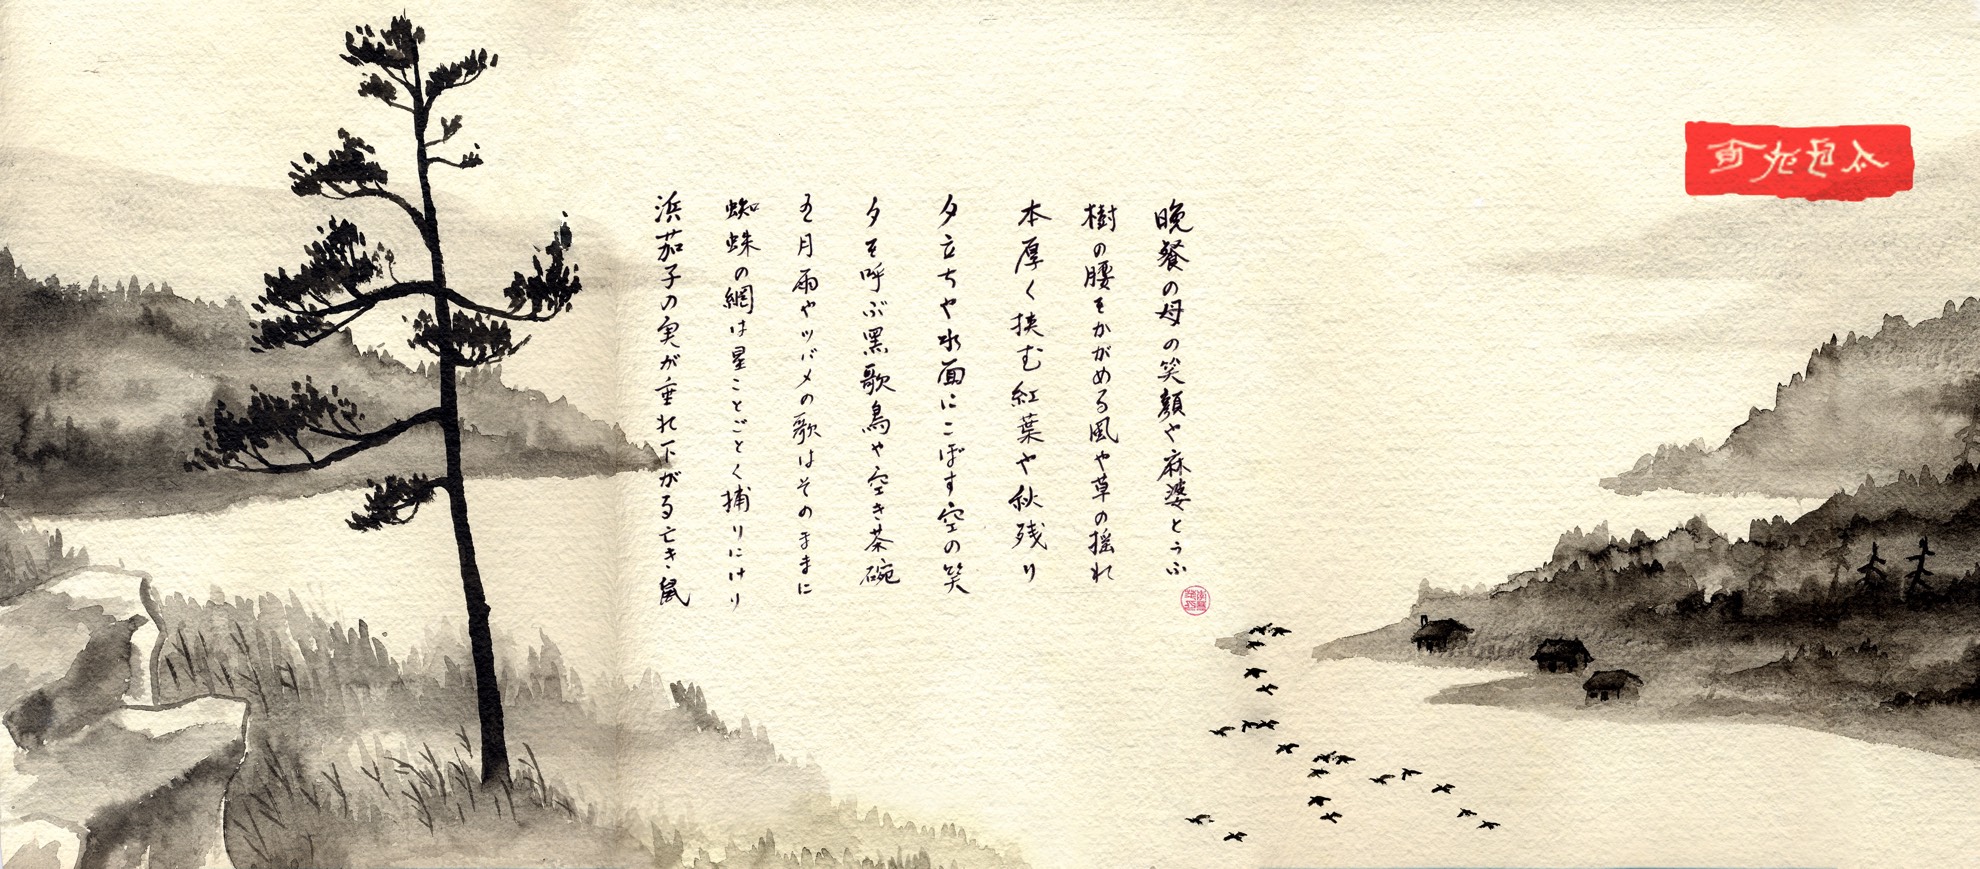 晩餐の母の笑顔や麻婆とうふ
樹の腰をかがめる風や草の揺れ
本厚く挟む紅葉や秋残り
夕立ちや水面にこぼす空の笑
夕を呼ぶ黒歌鳥や空き茶碗
五月雨やツバメの歌はそのままに
蜘蛛の網は星ことごとく捕りにけり
浜茄子の実が垂れ下がる亡き鼠